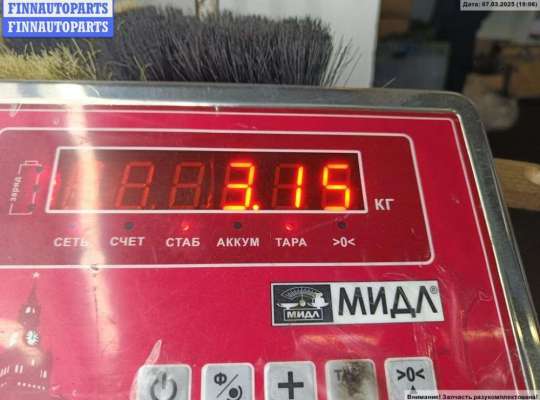 FINNAUTOPARTS
FINNAUTOPARTS
Дата: 07.03.2025 (19:06)
заряд
3.15
КГ
СЕТЬ СЧЕТ СТАБ АККУМ ТАРА >0<
МИДЛ
МИДЛ®
Ф + >0<
Внимание! Запчасть разукомплектована!